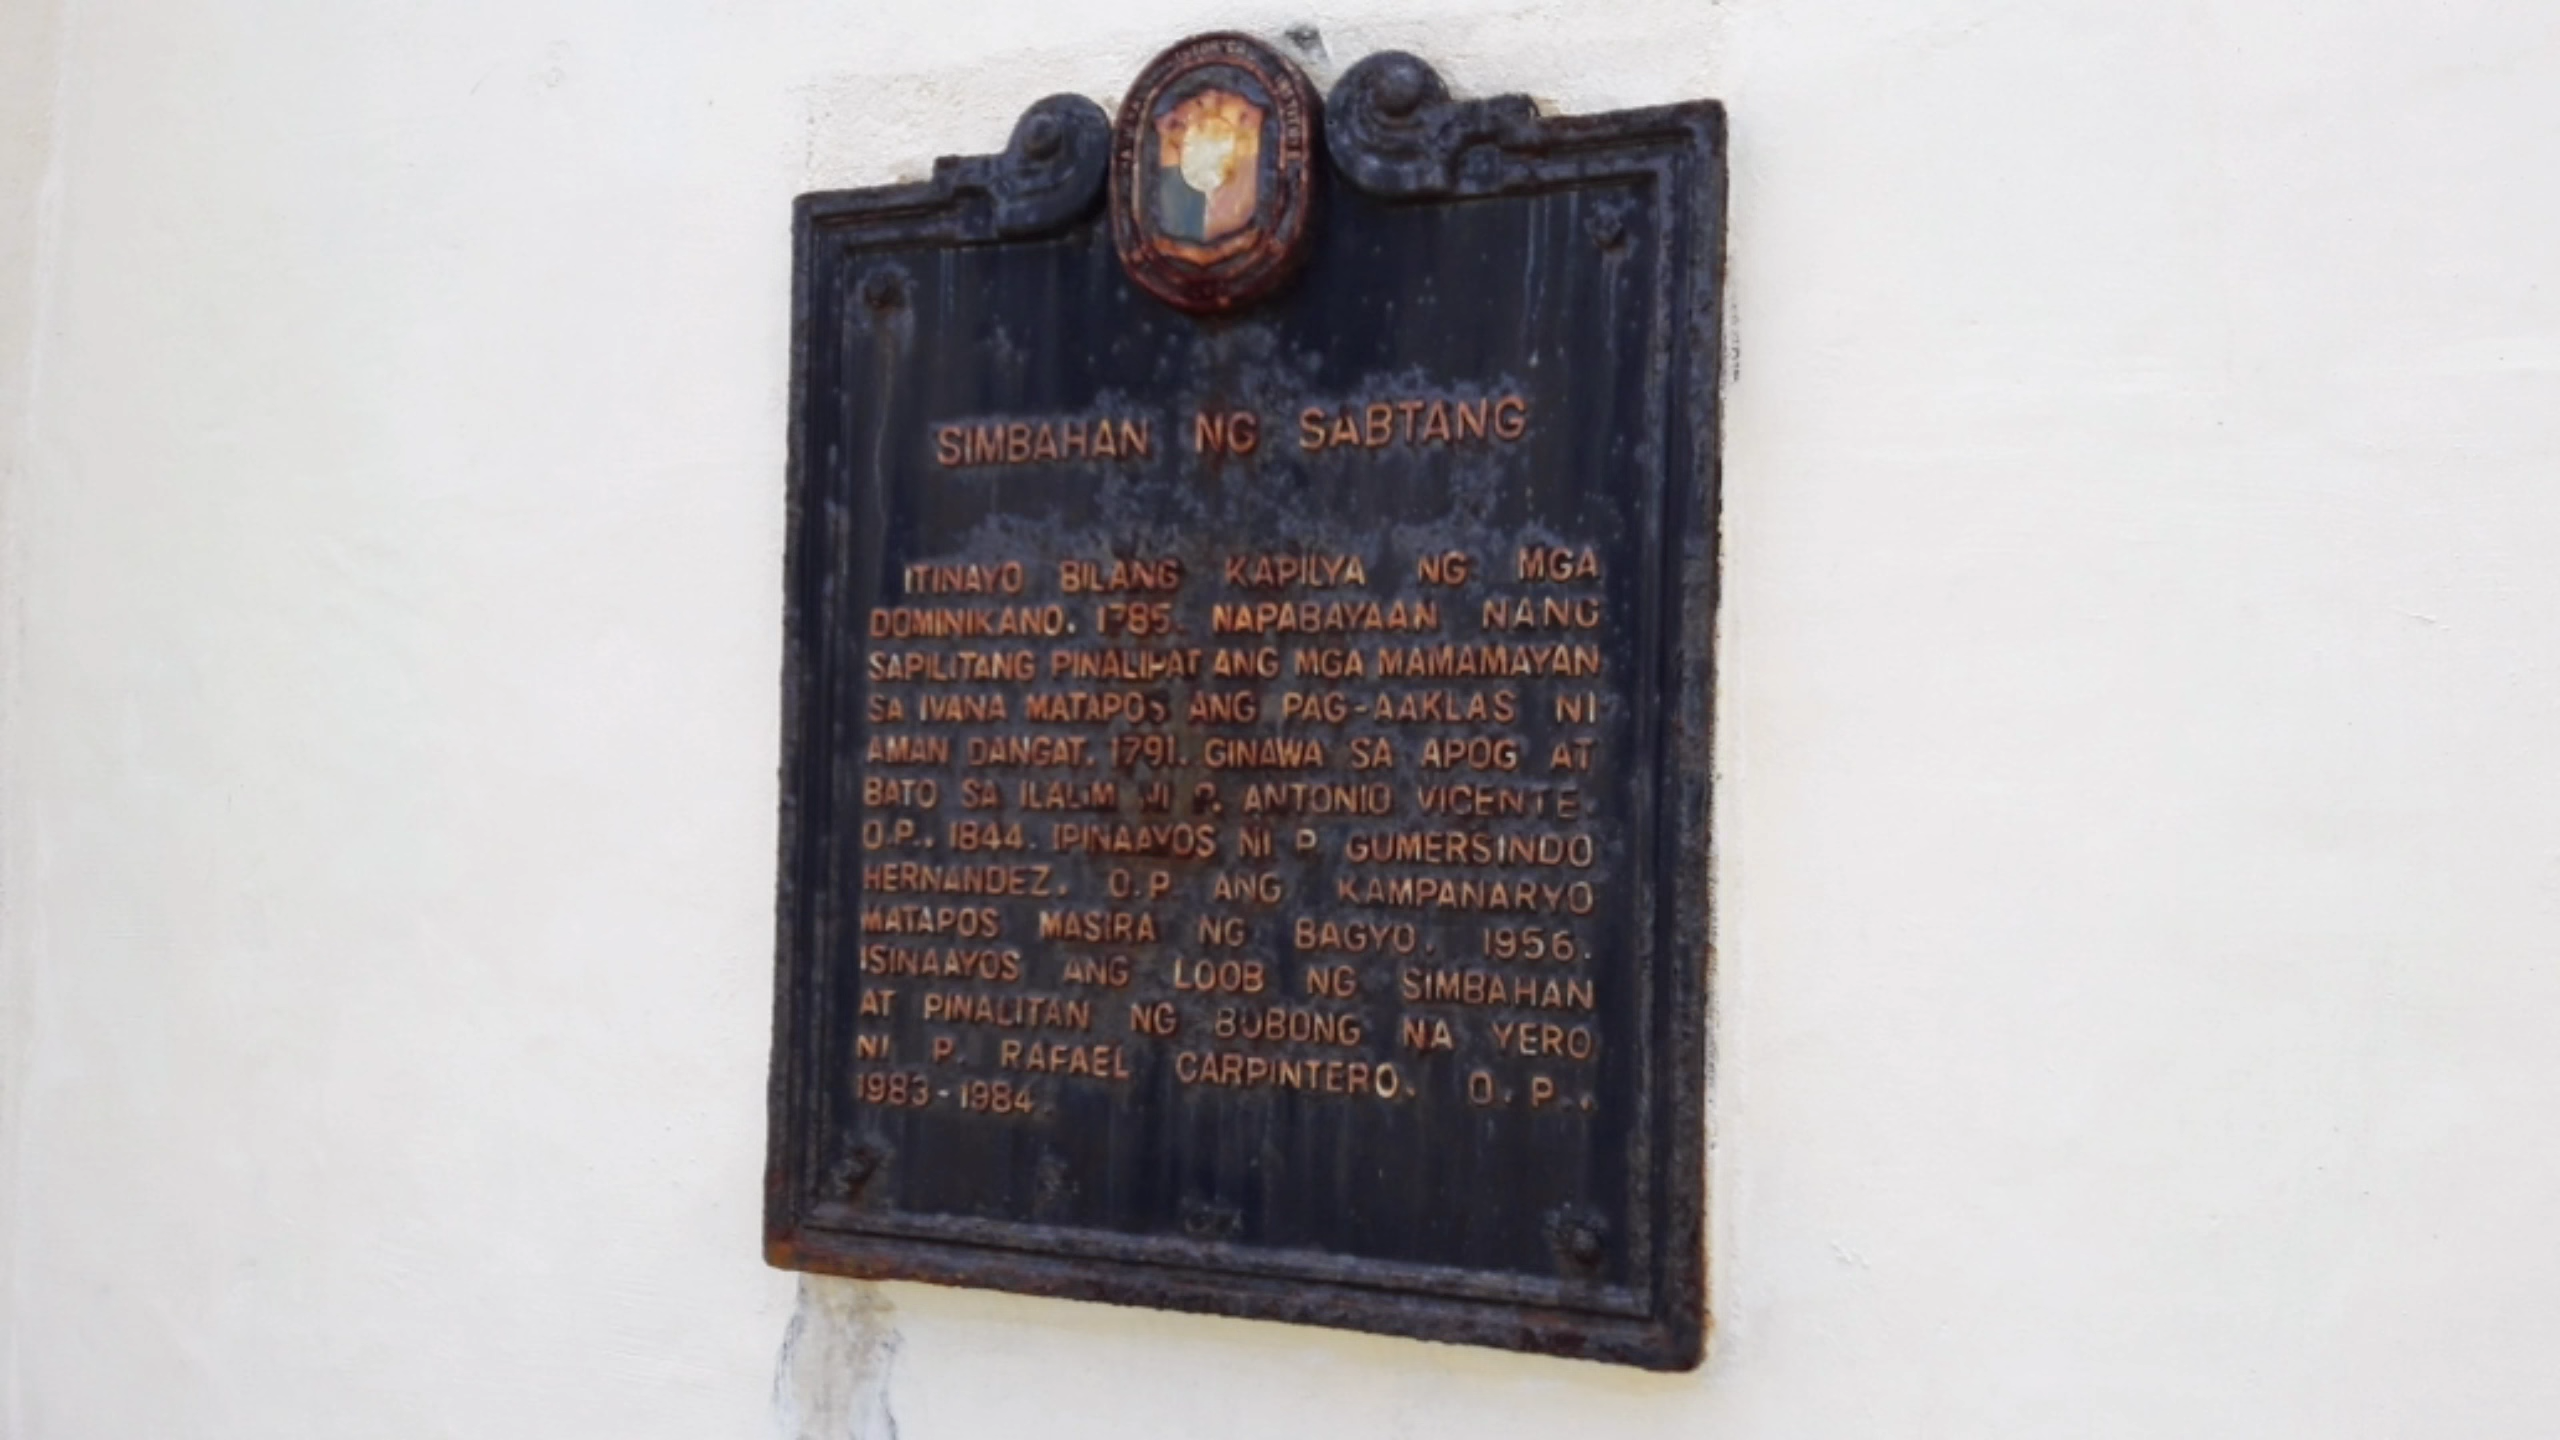 SIMBAHAN NG SABTANG
ITINAYO BILANG KAPILYA NG MGA
DOMINIKANO, 1785. NAPABAYAAN NANG
SAPILITANG PINALIPAT ANG MGA MAMAMAYAN
SA IVANA MATAPOS ANG PAG-AAKLAS NI
AMAN DANGAT, 1791. GINAWA SA APOG AT
BATO SA ILALIM NI P. ANTONIO VICENTE,
O.P., 1844. IPINAAYOS NI P. GUMERSINDO
HERNANDEZ, O.P. ANG KAMPANARYO
MATAPOS MASIRA NG BAGYO, 1956.
ISINAAYOS ANG LOOB NG SIMBAHAN
AT PINALITAN NG BUBONG NA YERO
NI P. RAFAEL CARPINTERO, O.P.,
1983-1984.